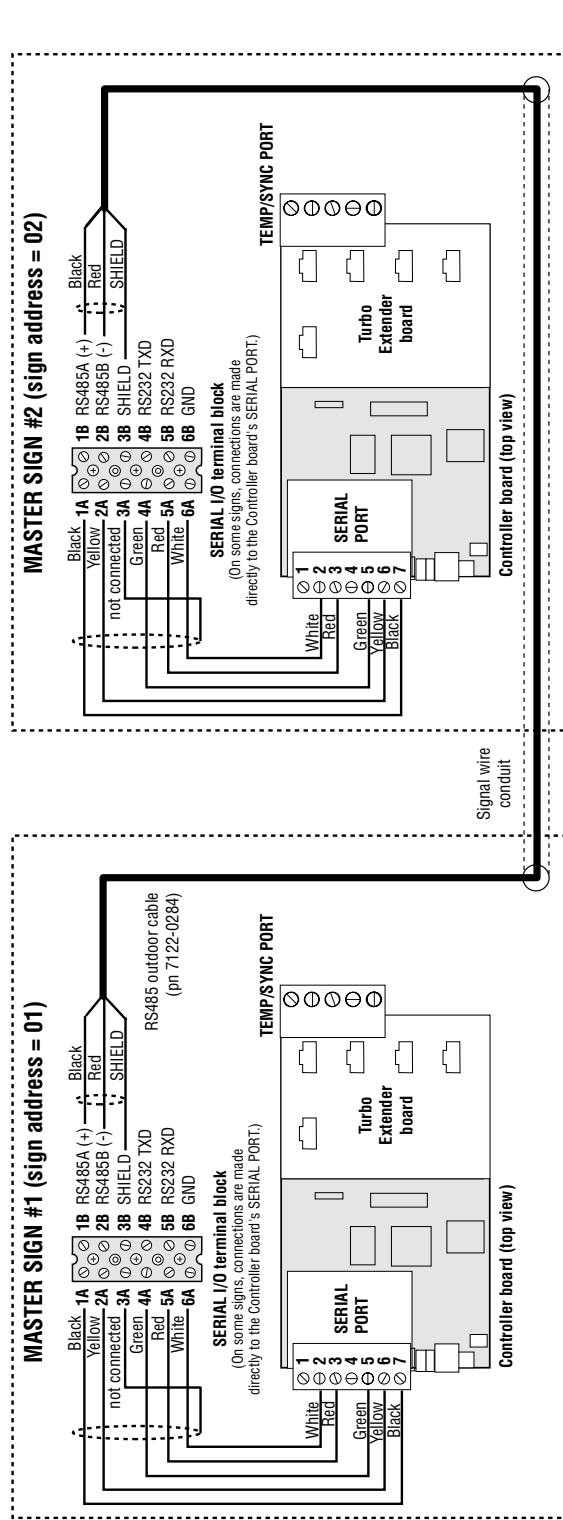 MASTER SIGN #1 (sign address = 01)
Black
Yellow
not connected
Green
Red
White
1A
2A
3A
4A
5A
6A
1B RS485A (+)
2B RS485B (-)
3B SHIELD
4B RS232 TXD
5B RS232 RXD
6B GND
Black
Red
SHIELD
RS485 outdoor cable
(pn 7122-0284)
SERIAL I/O terminal block
(On some signs, connections are made
directly to the Controller board's SERIAL PORT.)
TEMP/SYNC PORT
White
Red
Green
Yellow
Black
1
2
3
4
5
6
7
SERIAL
PORT
Turbo
Extender
board
Controller board (top view)
Signal wire
conduit
MASTER SIGN #2 (sign address = 02)
Black
Yellow
not connected
Green
Red
White
1A
2A
3A
4A
5A
6A
1B RS485A (+)
2B RS485B (-)
3B SHIELD
4B RS232 TXD
5B RS232 RXD
6B GND
Black
Red
SHIELD
SERIAL I/O terminal block
(On some signs, connections are made
directly to the Controller board's SERIAL PORT.)
TEMP/SYNC PORT
White
Red
Green
Yellow
Black
1
2
3
4
5
6
7
SERIAL
PORT
Turbo
Extender
board
Controller board (top view)